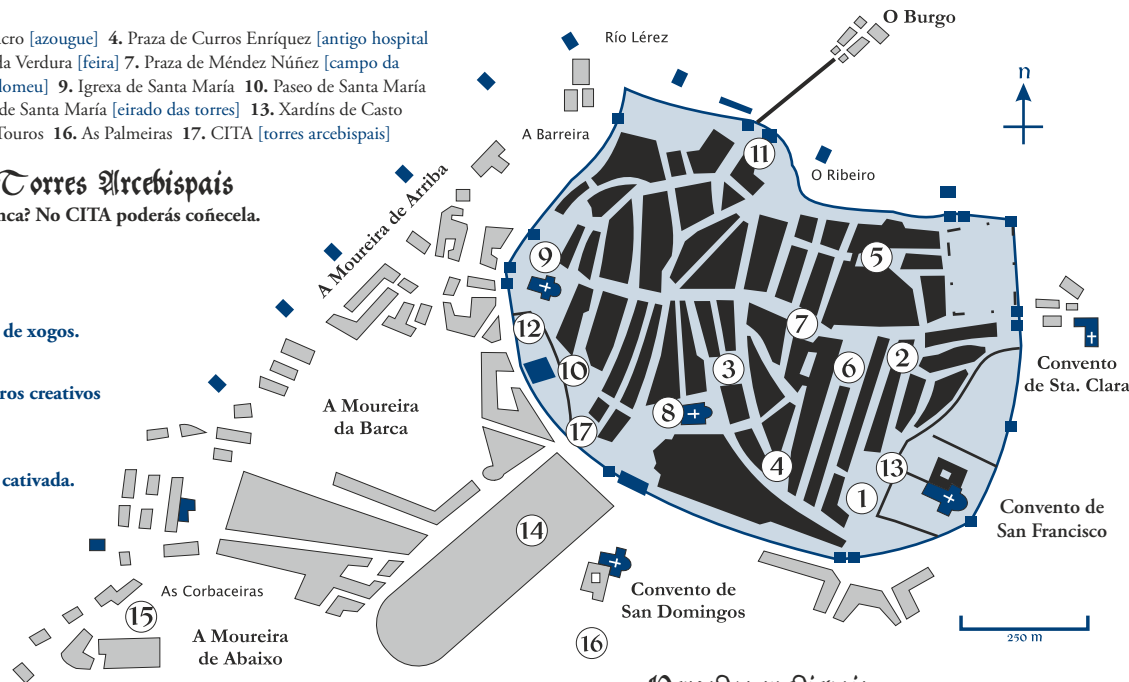 cro [azougue] 4. Praza de Curros Enríquez [antigo hospital
la Verdura [feira] 7. Praza de Méndez Núñez [campo da
lomeu] 9. Igrexa de Santa María 10. Paseo de Santa María
de Santa María [eirado das torres] 13. Xardíns de Casto
Touros 16. As Palmeiras 17. CITA [torres arcebispais]
Torres Arcebispais
nca? No CITA poderás coñecela.
de xogos.
ros creativos
cativada.
O Burgo
Río Lérez
n
A Barreira
11
O Ribeiro
A Moureira de Arriba
9
5
12
7
10
3
6
2
Convento
de Sta. Clara
A Moureira
da Barca
8
17
4
13
1
Convento de
San Francisco
14
As Corbaceiras
15
Convento de
San Domingos
A Moureira
de Abaixo
16
250 m